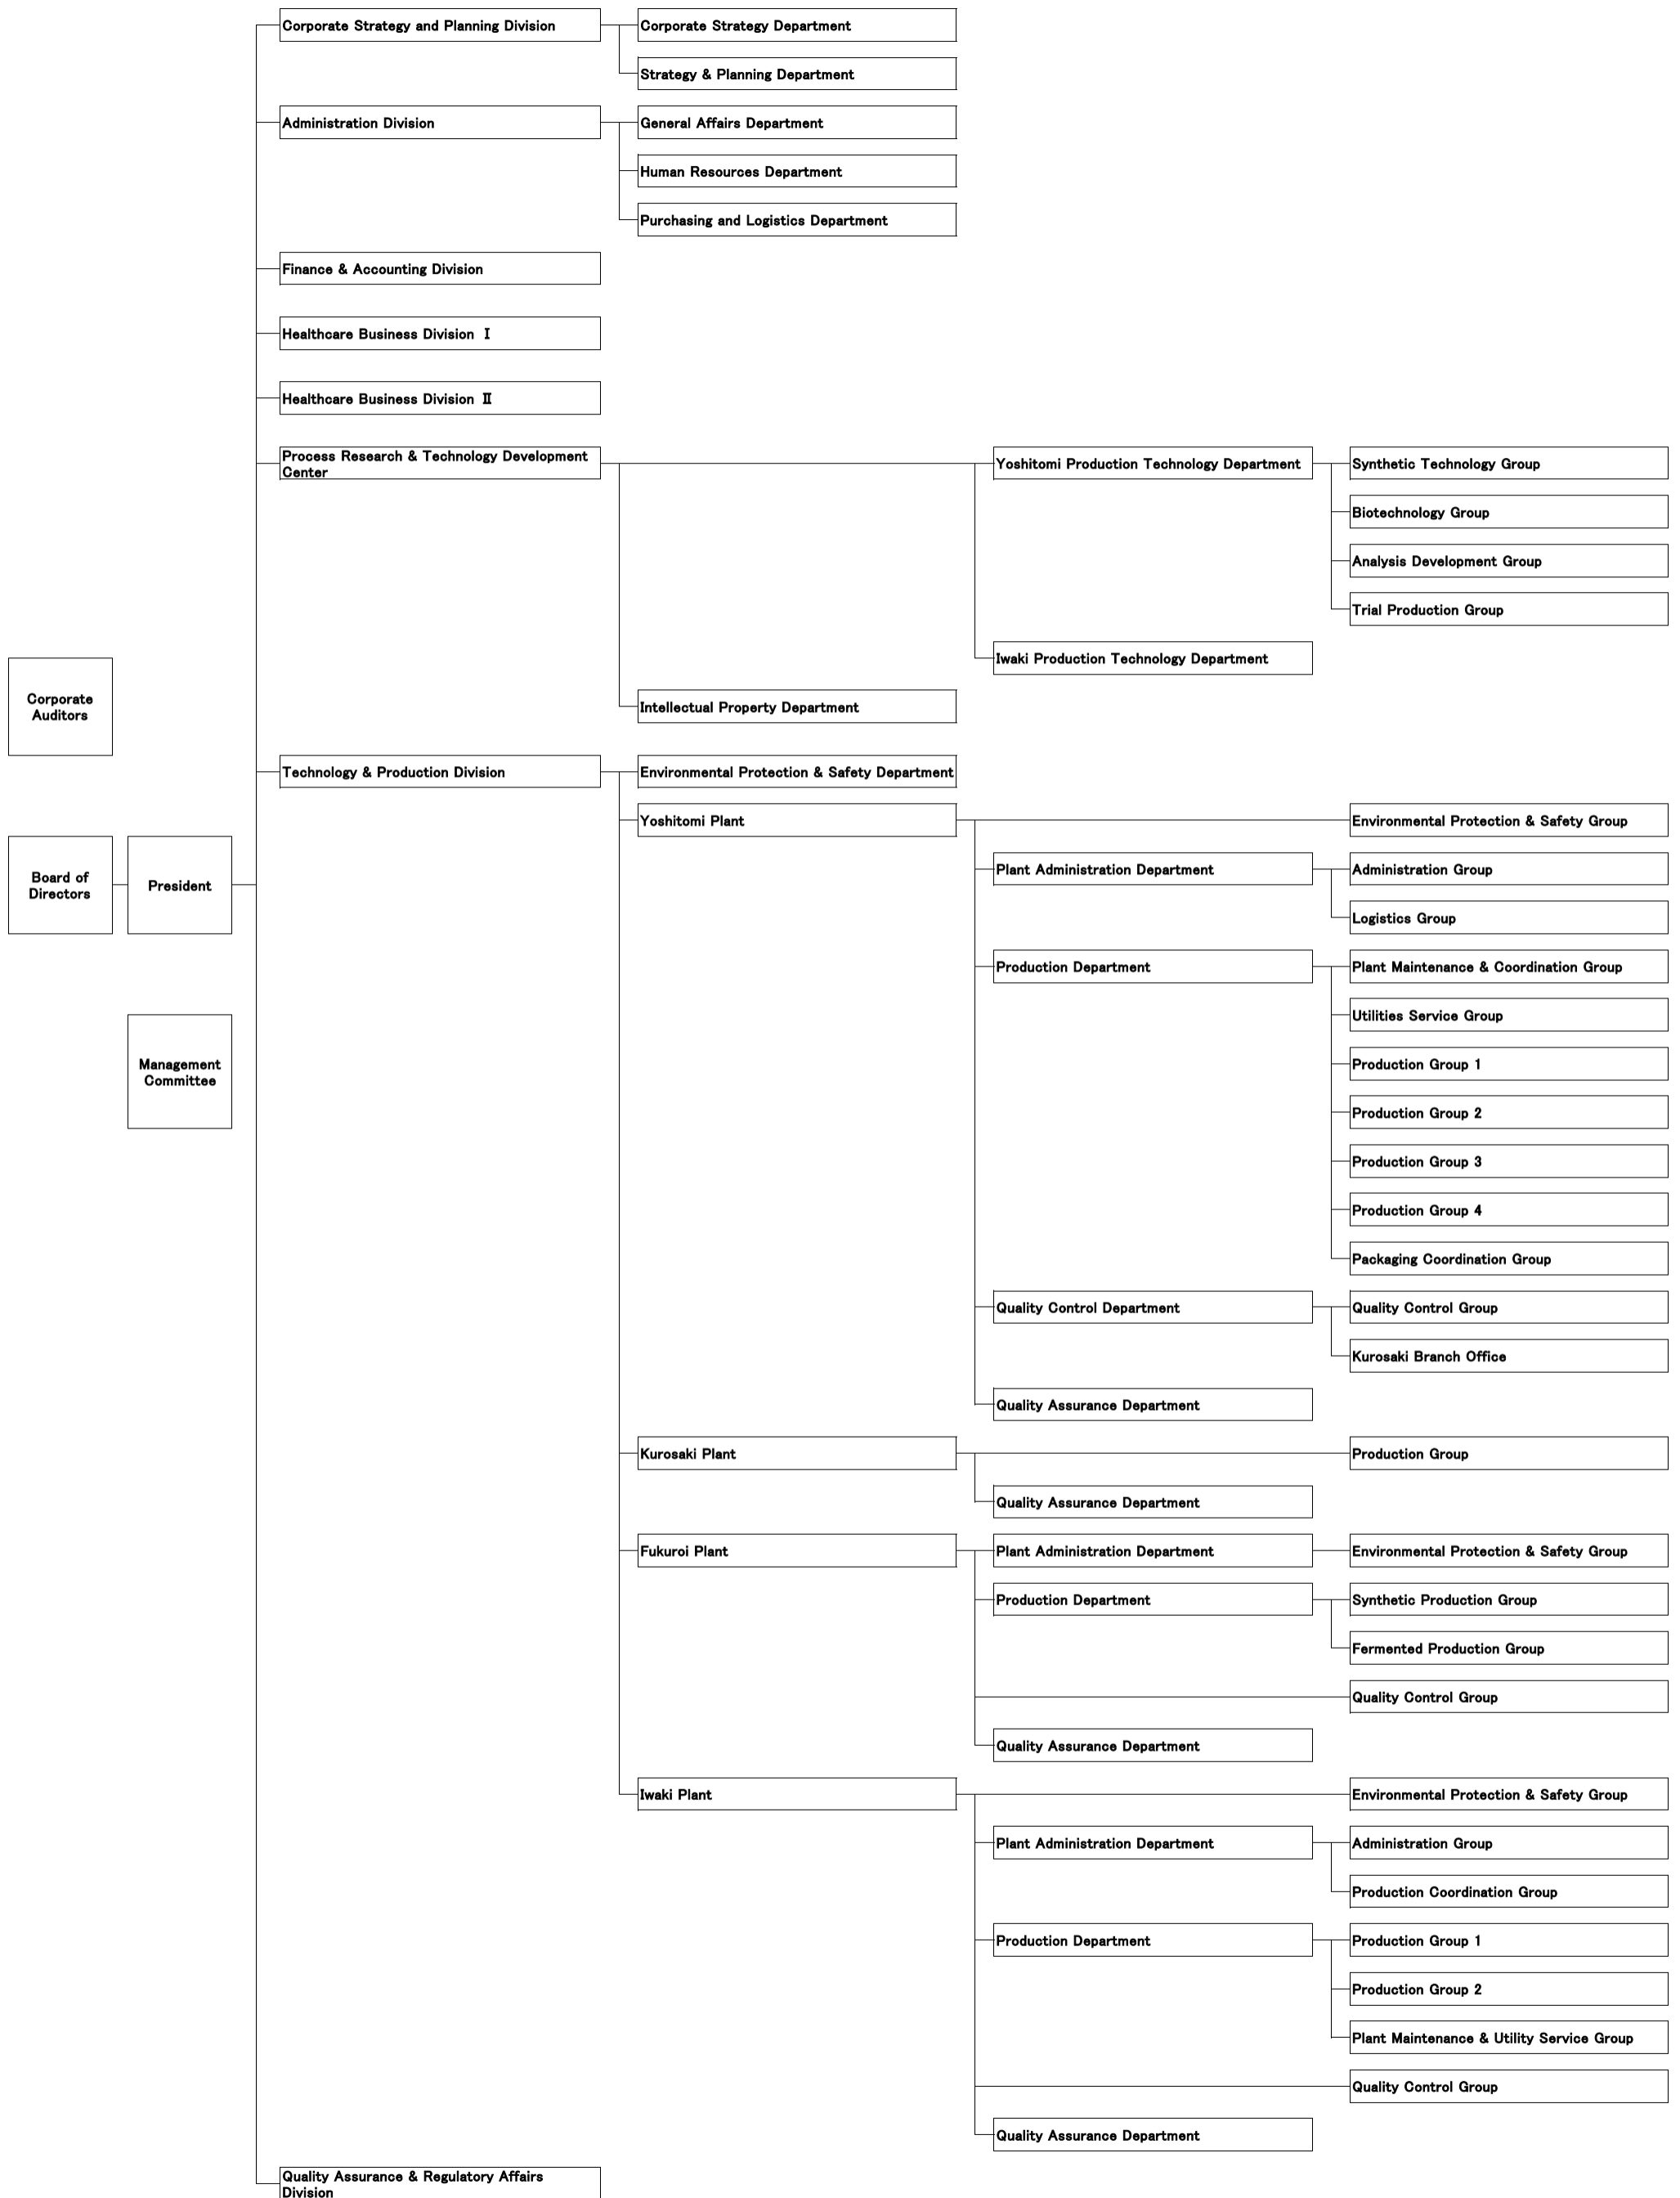 Corporate Strategy and Planning Division
Corporate Strategy Department
Strategy & Planning Department
Administration Division
General Affairs Department
Human Resources Department
Purchasing and Logistics Department
Finance & Accounting Division
Healthcare Business Division Ⅰ
Healthcare Business Division Ⅱ
Process Research & Technology Development
Center
Yoshitomi Production Technology Department
Synthetic Technology Group
Biotechnology Group
Analysis Development Group
Trial Production Group
Iwaki Production Technology Department
Corporate
Auditors
Intellectual Property Department
Technology & Production Division
Environmental Protection & Safety Department
Yoshitomi Plant
Environmental Protection & Safety Group
Board of
Directors
President
Plant Administration Department
Administration Group
Logistics Group
Production Department
Plant Maintenance & Coordination Group
Utilities Service Group
Management
Committee
Production Group 1
Production Group 2
Production Group 3
Production Group 4
Packaging Coordination Group
Quality Control Department
Quality Control Group
Kurosaki Branch Office
Quality Assurance Department
Kurosaki Plant
Production Group
Quality Assurance Department
Fukuroi Plant
Plant Administration Department
Environmental Protection & Safety Group
Production Department
Synthetic Production Group
Fermented Production Group
Quality Control Group
Quality Assurance Department
Iwaki Plant
Environmental Protection & Safety Group
Plant Administration Department
Administration Group
Production Coordination Group
Production Department
Production Group 1
Production Group 2
Plant Maintenance & Utility Service Group
Quality Control Group
Quality Assurance Department
Quality Assurance & Regulatory Affairs
Division